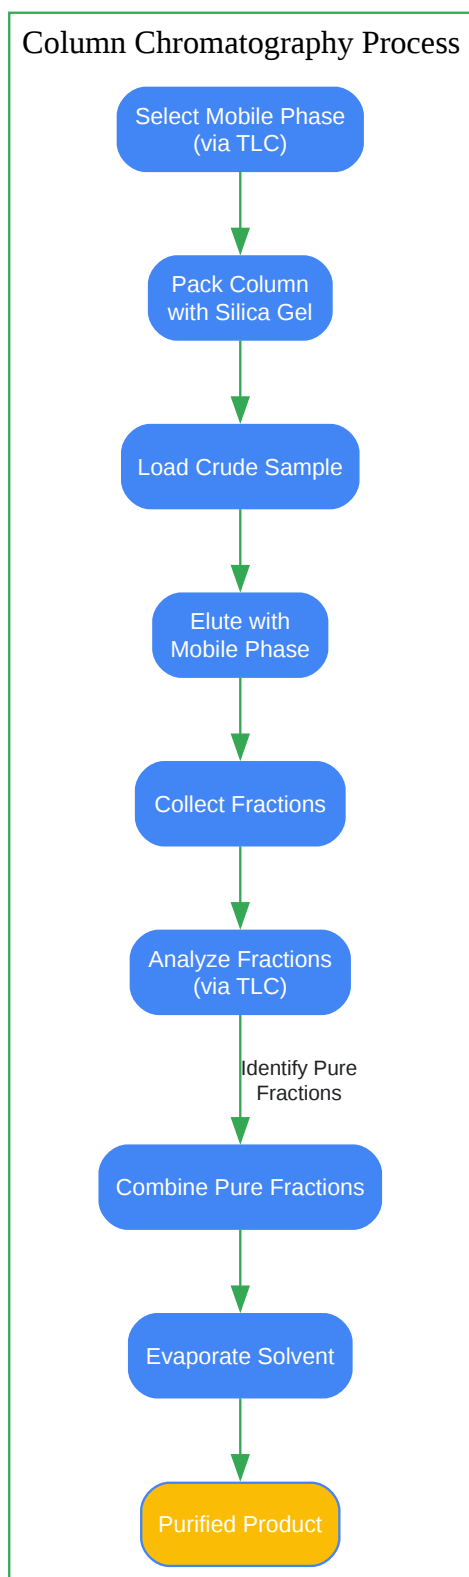 Column Chromatography Process
Select Mobile Phase
(via TLC)
Pack Column
with Silica Gel
Load Crude Sample
Elute with
Mobile Phase
Collect Fractions
Analyze Fractions
(via TLC)
Identify Pure
Fractions
Combine Pure Fractions
Evaporate Solvent
Purified Product